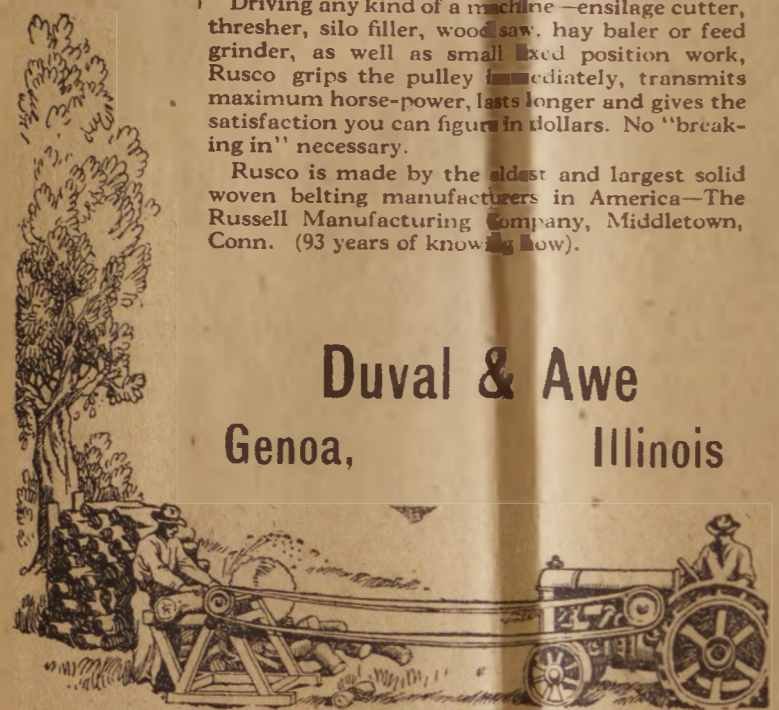 Driving any kind of a machine—ensilage cutter,
thresher, silo filler, wood saw. hay baler or feed
grinder, as well as small fixed position work,
Rusco grips the pulley immediately, transmits
maximum horse-power, lasts longer and gives the
satisfaction you can figure in dollars. No "break-
ing in" necessary.
Rusco is made by the oldest and largest solid
woven belting manufacturers in America—The
Russell Manufacturing Company, Middletown,
Conn. (93 years of knowing how).
Duval & Awe
Genoa, Illinois